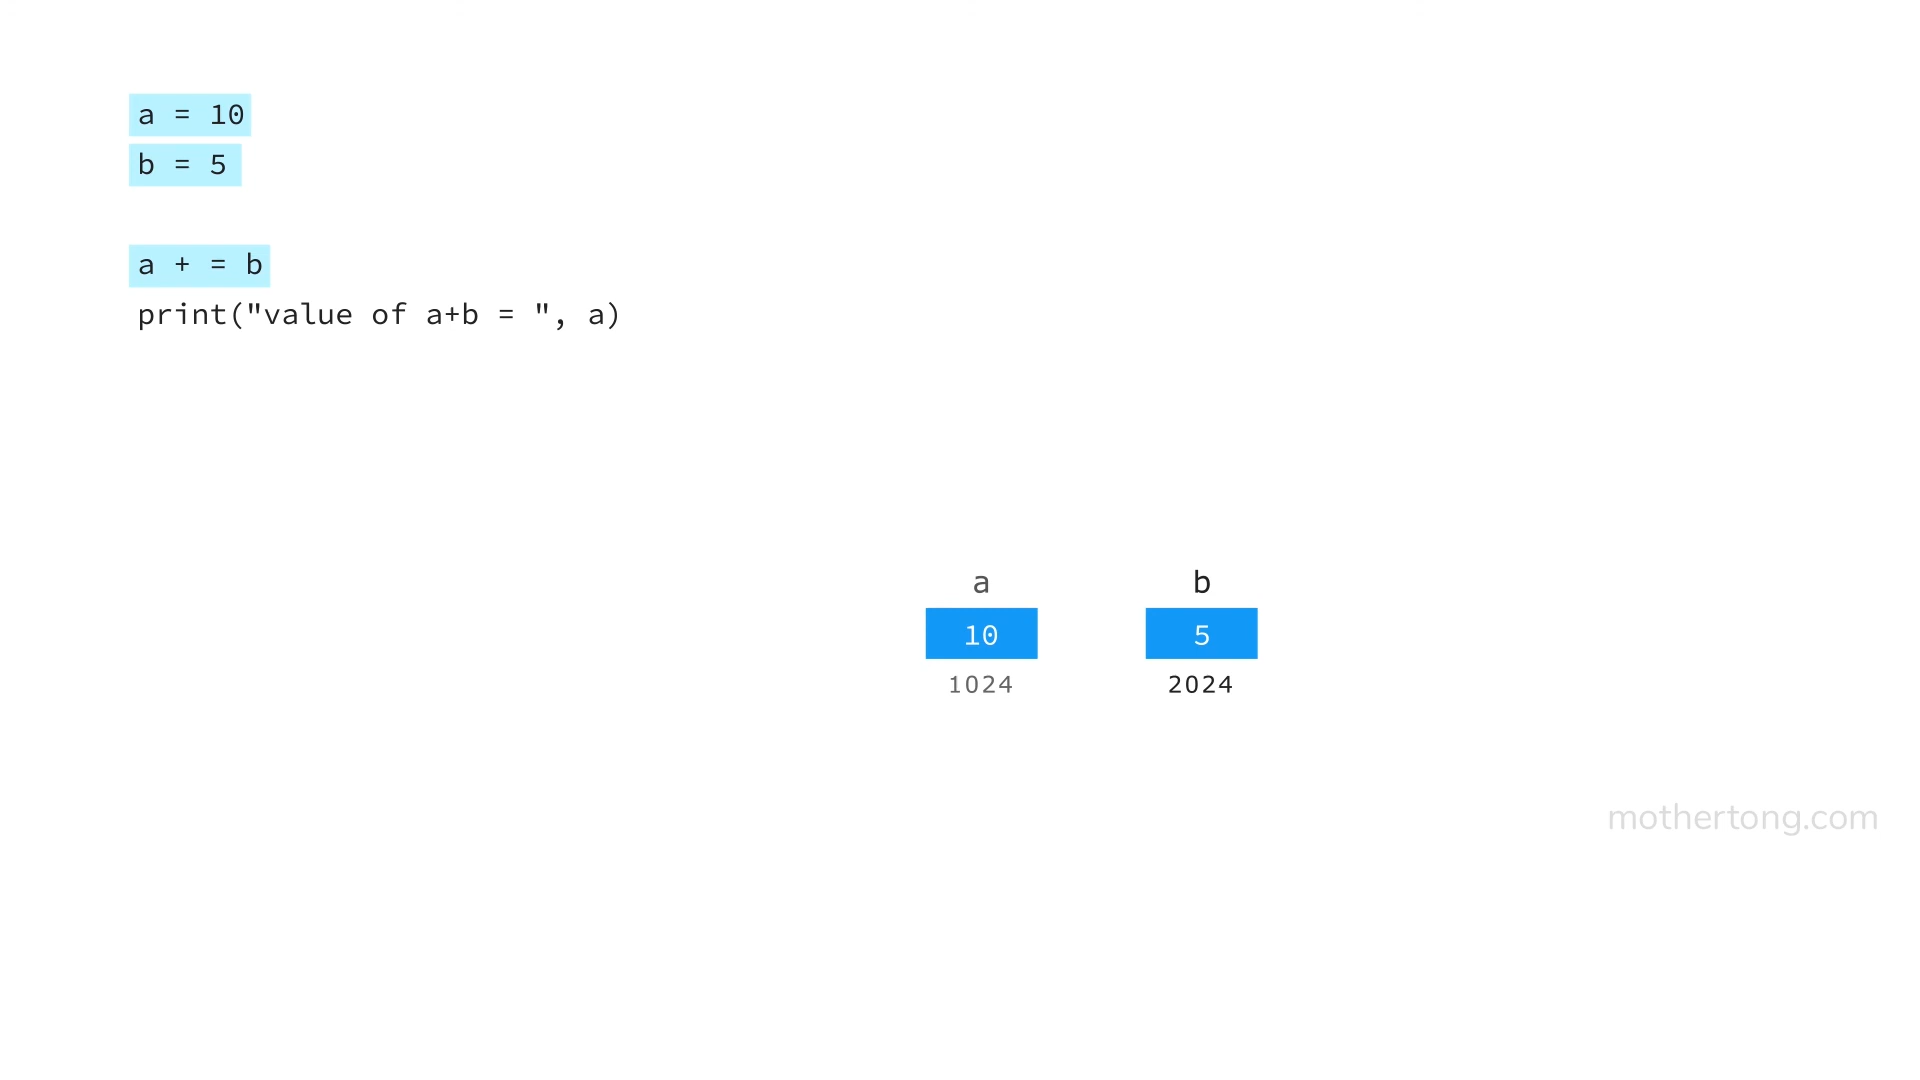 a = 10
b = 5
a + = b
print("value of a+b = ", a)
a b
10 5
1024 2024
mothertong.com